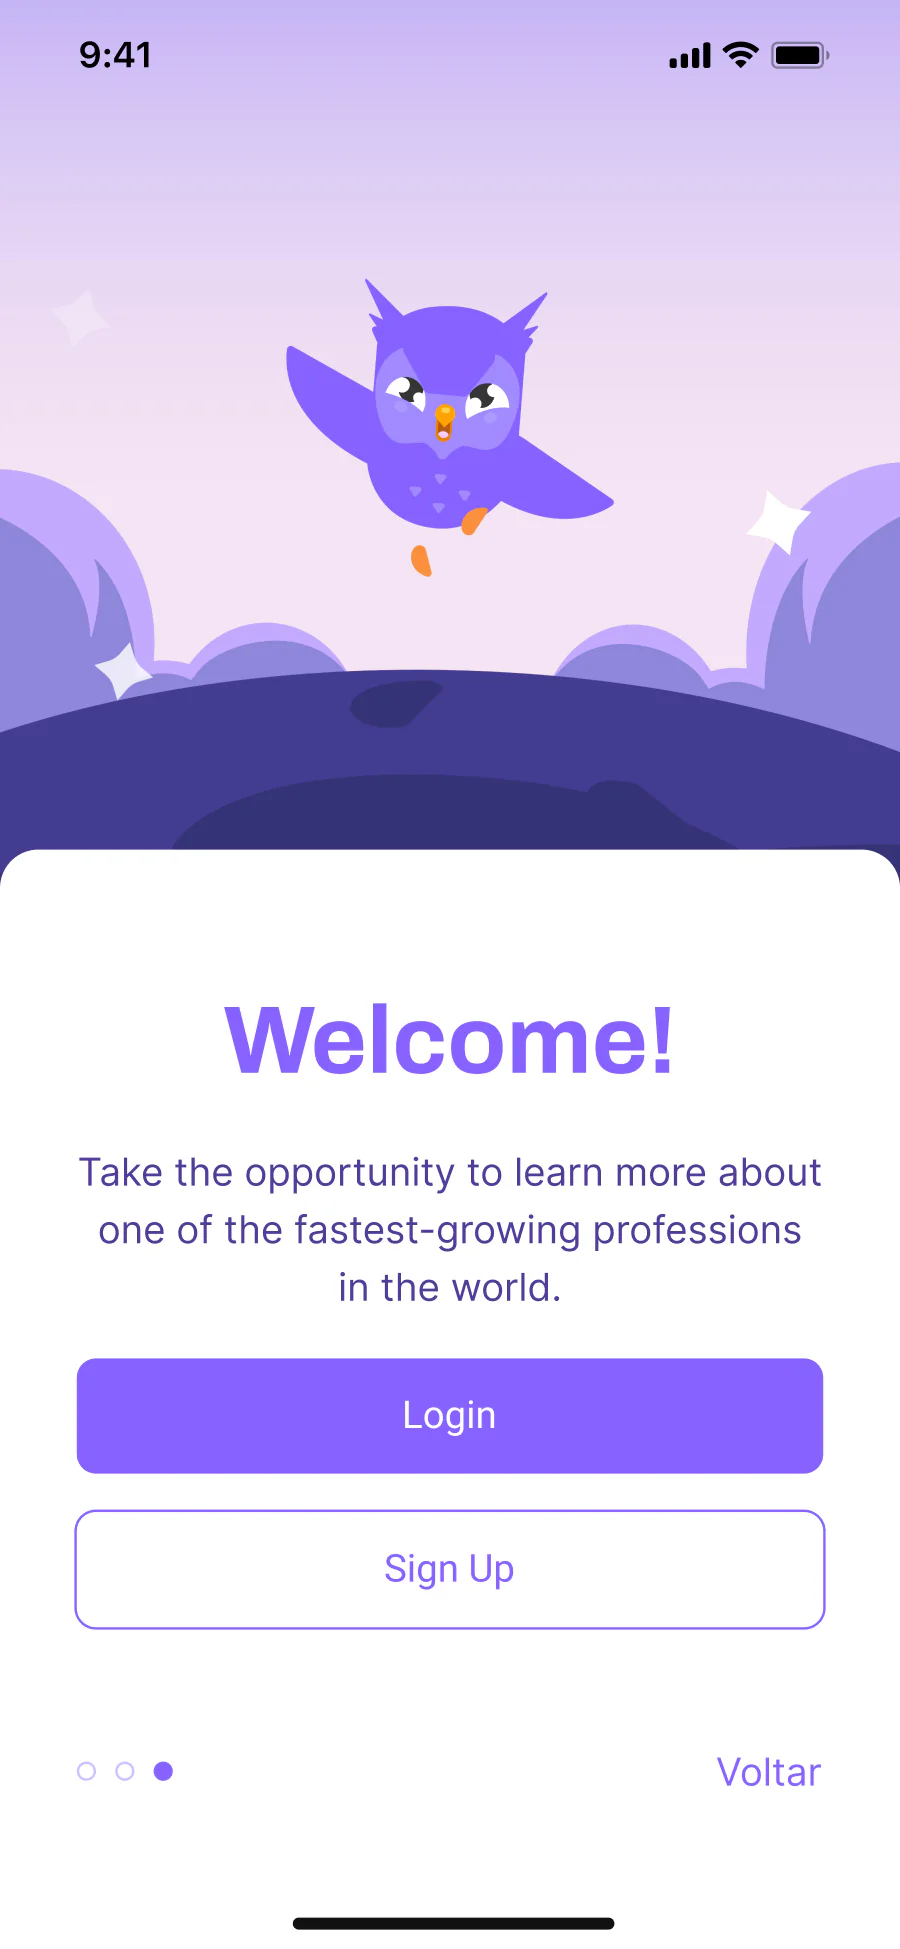 9:41
Welcome!
Take the opportunity to learn more about
one of the fastest-growing professions
in the world.
Login
Sign Up
Voltar